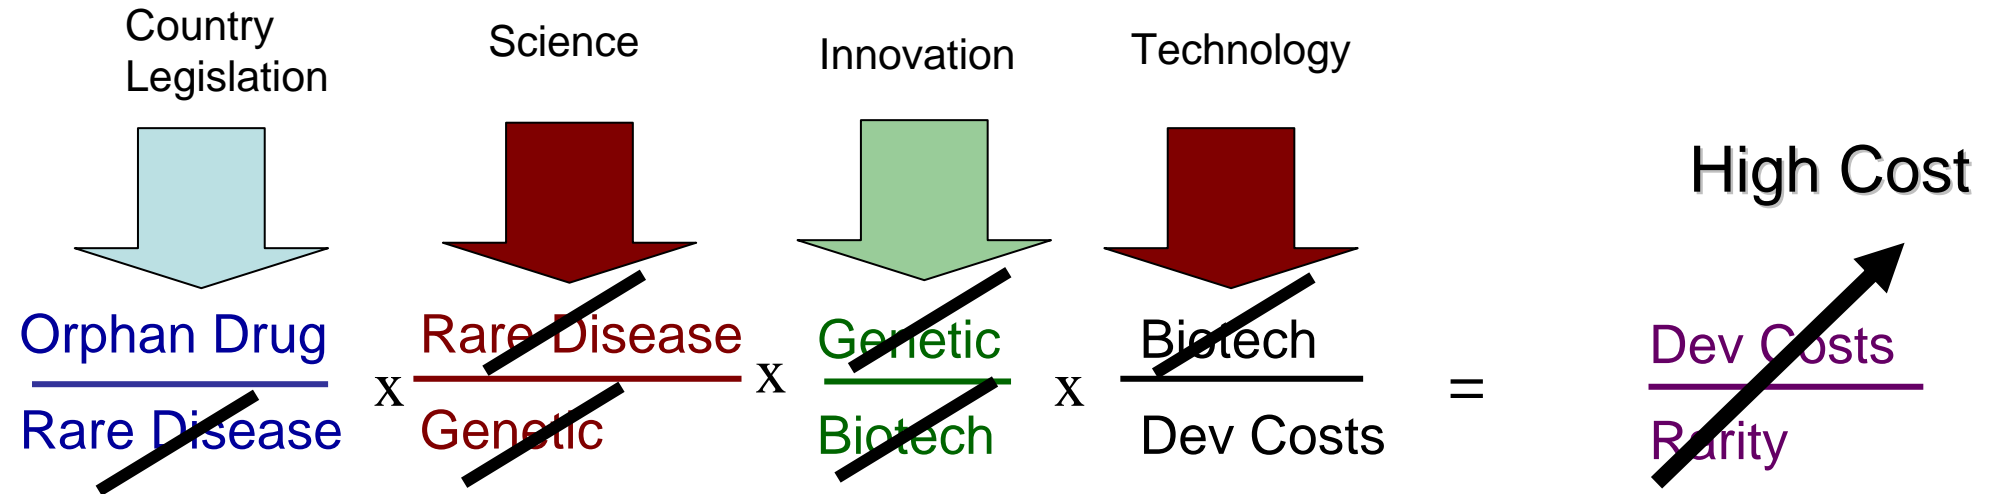 Country
Legislation
Science
Innovation
Technology
High Cost
Orphan Drug
Rare Disease
x
Rare Disease
Genetic
x
Genetic
Biotech
x
Biotech
Dev Costs
=
Dev Costs
Rarity